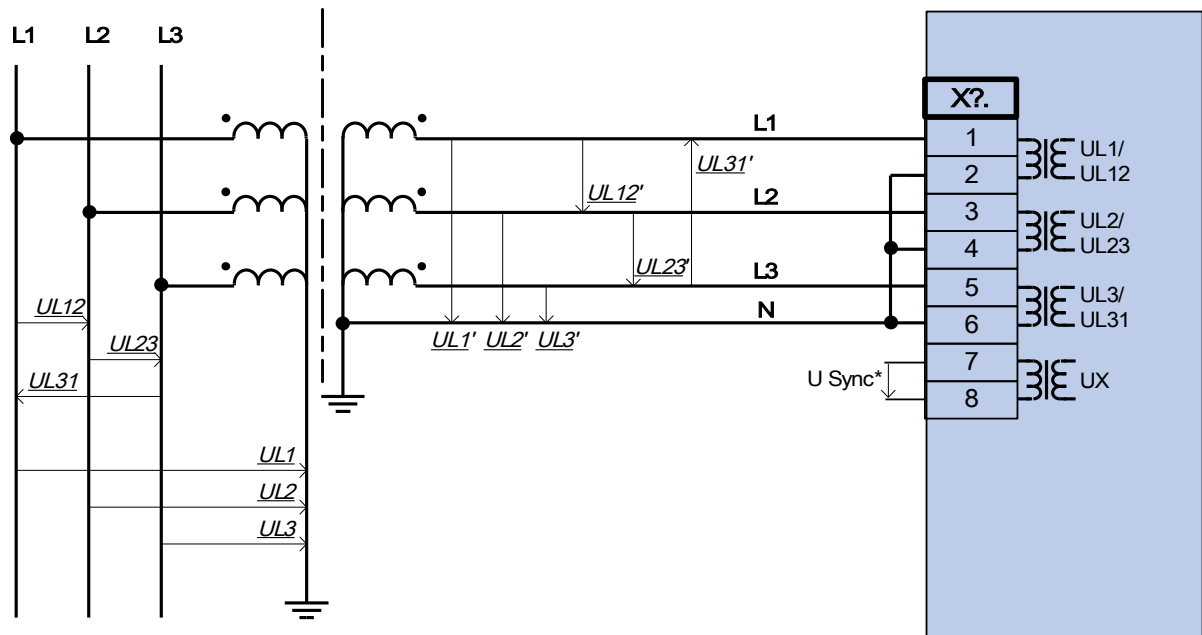 L1 L2 L3
X?.
L1
1
UL1/
UL31'
2
UL12
UL12'
L2
3
UL2/
4
UL23
UL23'
L3
5
UL3/
UL12
N
6
UL31
UL1' UL2' UL3'
UL23
7
U Sync*
UX
UL31
8
UL1
UL2
UL3